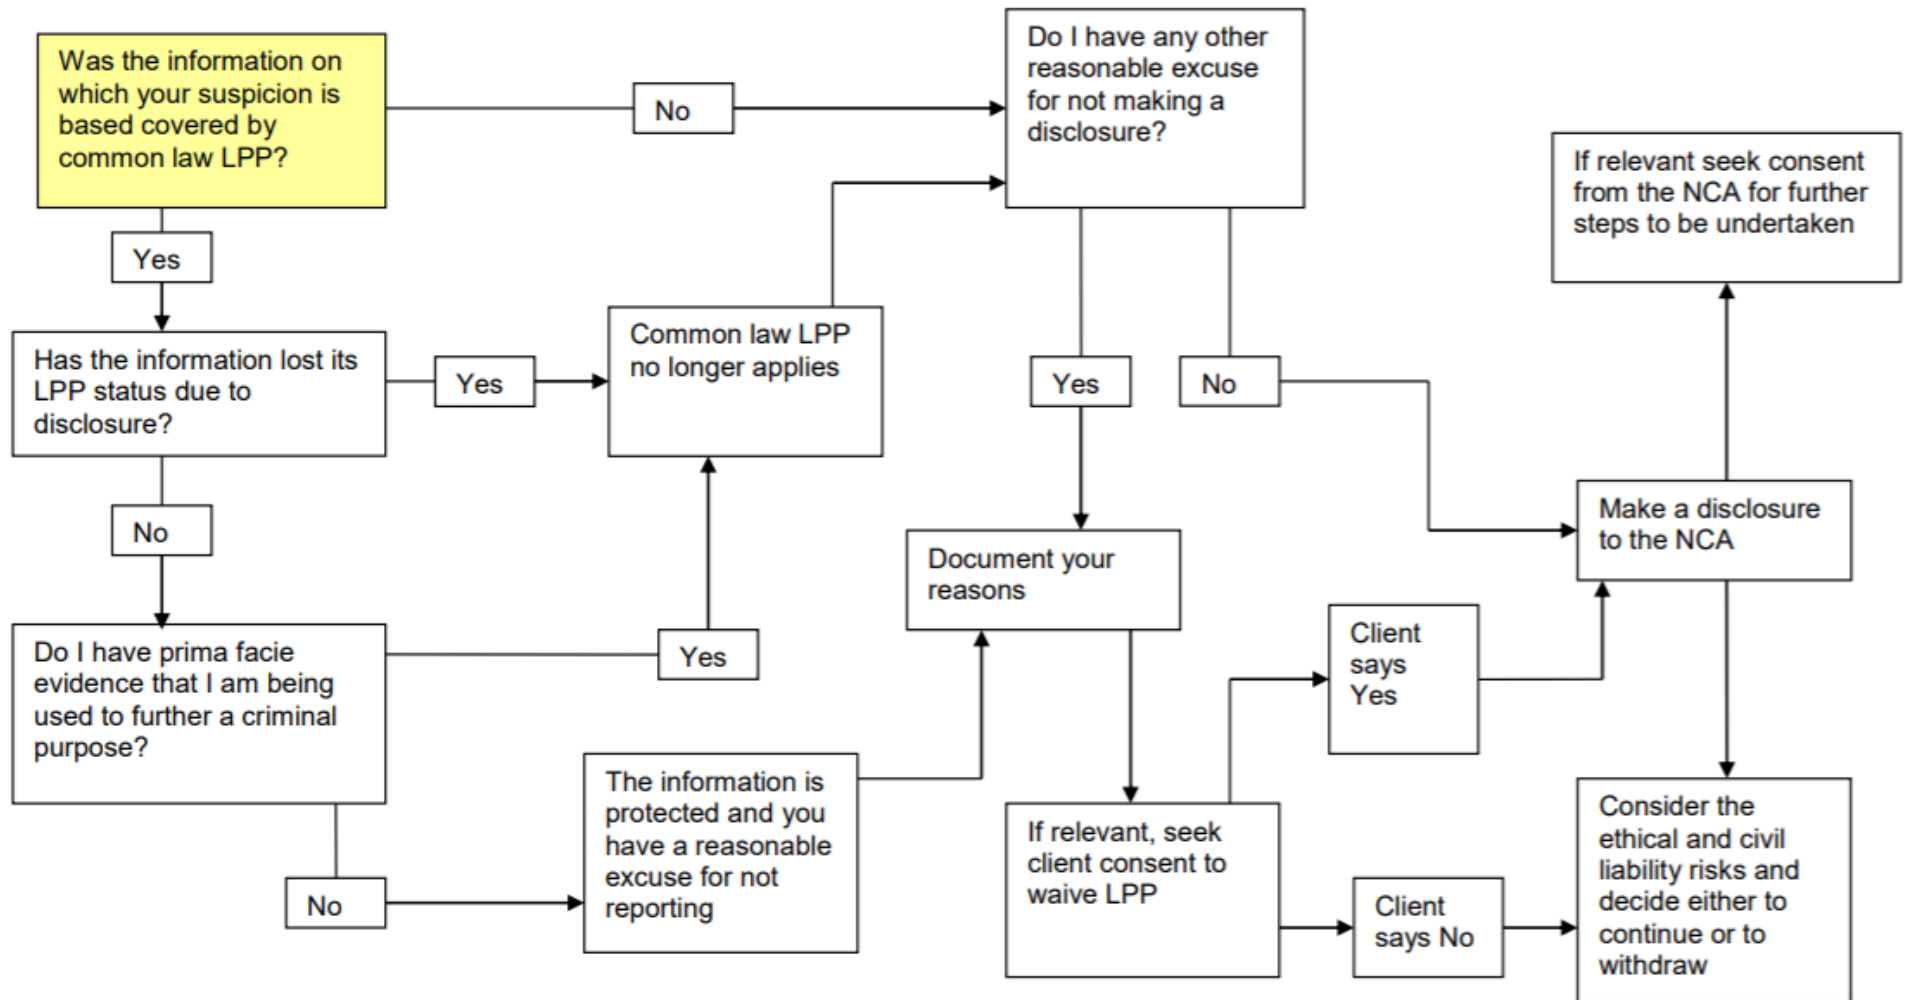 Was the information on
which your suspicion is
based covered by
common law LPP?
No
Do I have any other
reasonable excuse
for not making a
disclosure?
If relevant seek consent
from the NCA for further
steps to be undertaken
Yes
Has the information lost its
LPP status due to
disclosure?
Yes
Common law LPP
no longer applies
Yes
No
No
Make a disclosure
to the NCA
Document your
reasons
Do I have prima facie
evidence that I am being
used to further a criminal
purpose?
Yes
Client
says
Yes
The information is
protected and you
have a reasonable
excuse for not
reporting
If relevant, seek
client consent to
waive LPP
Consider the
ethical and civil
liability risks and
decide either to
continue or to
withdraw
No
Client
says No